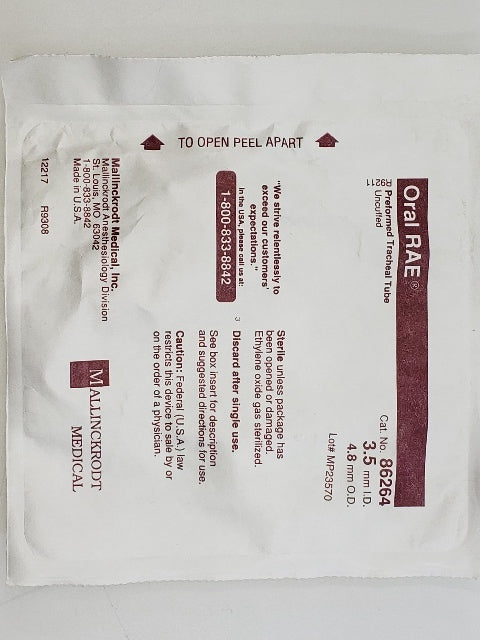 TO OPEN PEEL APART
Oral RAE®
R9211
Preformed Tracheal Tube
Uncuffed
Cat. No. 86264
3.5 mm I.D.
4.8 mm O.D.
Lot# MP23570
"We strive relentlessly to
exceed our customers'
expectations."
In the USA, please call us at:
1-800-833-8842
Sterile unless package has
been opened or damaged.
Ethylene oxide gas sterilized.
3
Discard after single use.
See box insert for description
and suggested directions for use.
Caution: Federal (U.S.A.) law
restricts this device to sale by or
on the order of a physician.
Mallinckrodt Medical, Inc.
Mallinckrodt Anesthesiology Division
St. Louis, MO 63042
1-800-833-8842
Made in U.S.A.
12217 R9308
MALLINCKRODT
MEDICAL